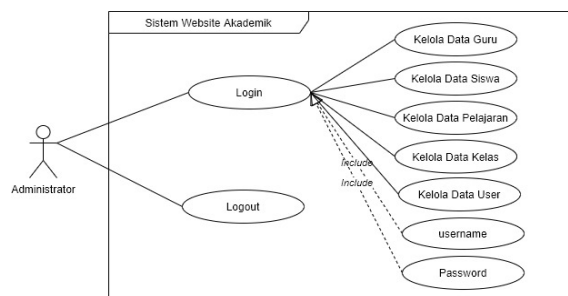 Sistem Website Akademik
Kelola Data Guru
Kelola Data Siwa
Login
Kelola Data Pelajaran
Kelola Data Kelas
include
include
Kelola Data User
Administrator
Logout
username
Password